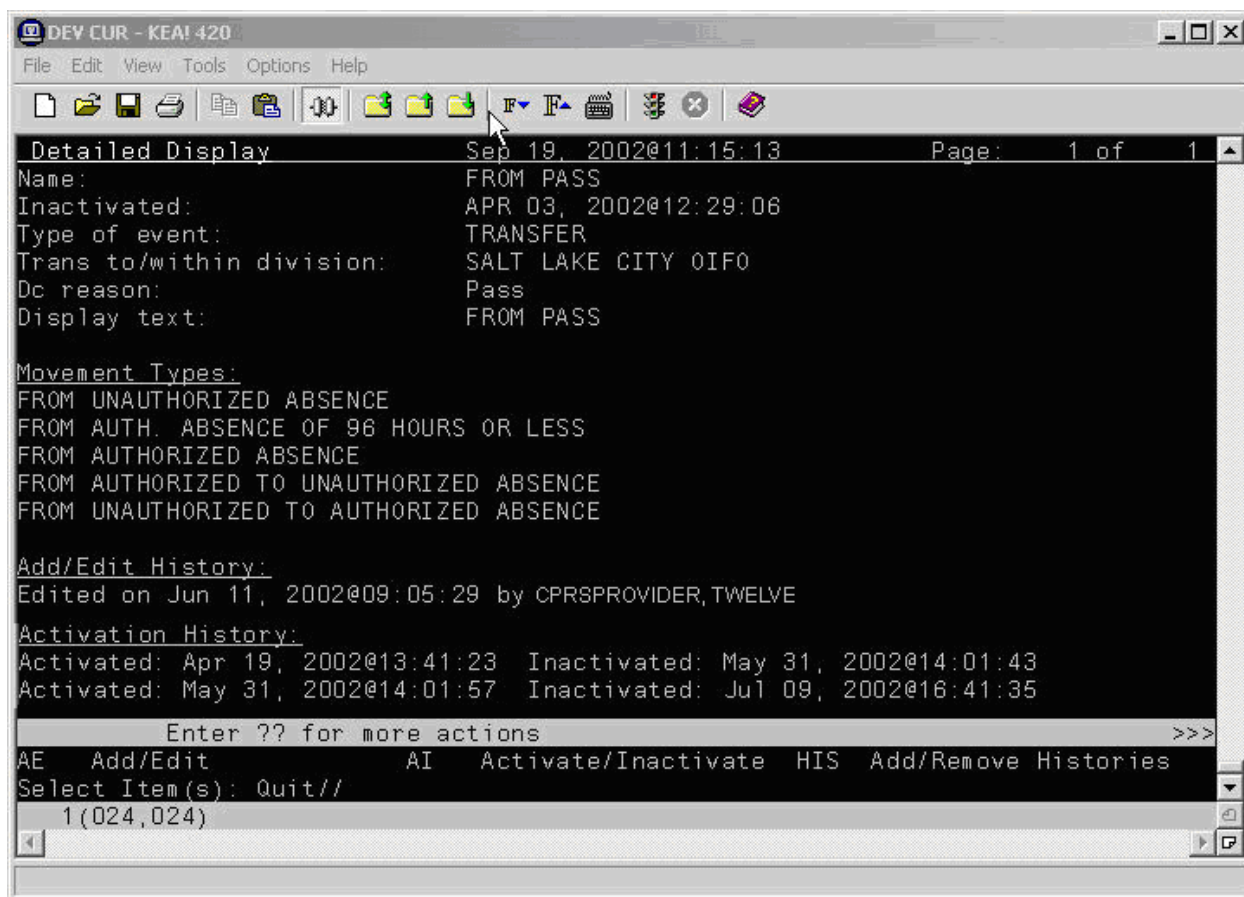 DEV CUR - KEA! 420
File Edit View Tools Options Help
Detailed Display Sep 19, 2002@11:15:13 Page: 1 of 1
Name: FROM PASS
Inactivated: APR 03, 2002@12:29:06
Type of event: TRANSFER
Trans to/within division: SALT LAKE CITY OIFO
Dc reason: Pass
Display text: FROM PASS
Movement Types:
FROM UNAUTHORIZED ABSENCE
FROM AUTH. ABSENCE OF 96 HOURS OR LESS
FROM AUTHORIZED ABSENCE
FROM AUTHORIZED TO UNAUTHORIZED ABSENCE
FROM UNAUTHORIZED TO AUTHORIZED ABSENCE
Add/Edit History:
Edited on Jun 11, 2002@09:05:29 by CPRSPROVIDER, TWELVE
Activation History:
Activated: Apr 19, 2002@13:41:23 Inactivated: May 31, 2002@14:01:43
Activated: May 31, 2002@14:01:57 Inactivated: Jul 09, 2002@16:41:35
Enter ?? for more actions >>>
AE Add/Edit AI Activate/Inactivate HIS Add/Remove Histories
Select Item(s): Quit//
1(024,024)